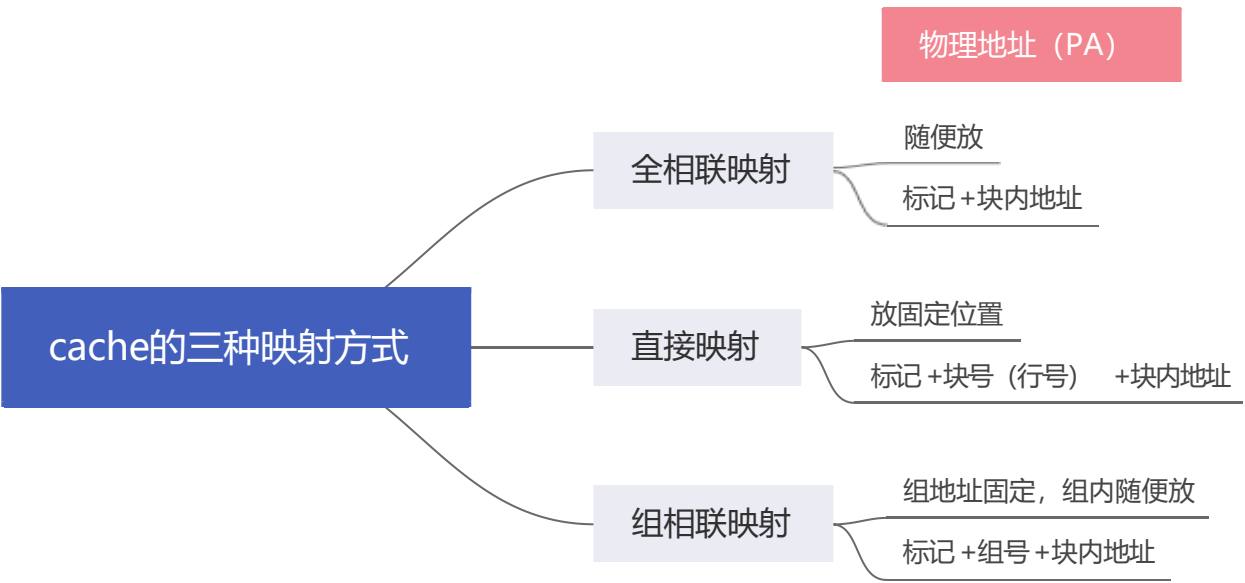 物理地址（PA）
cache的三种映射方式
全相联映射
随便放
标记+块内地址
直接映射
放固定位置
标记+块号（行号） +块内地址
组相联映射
组地址固定，组内随便放
标记+组号+块内地址